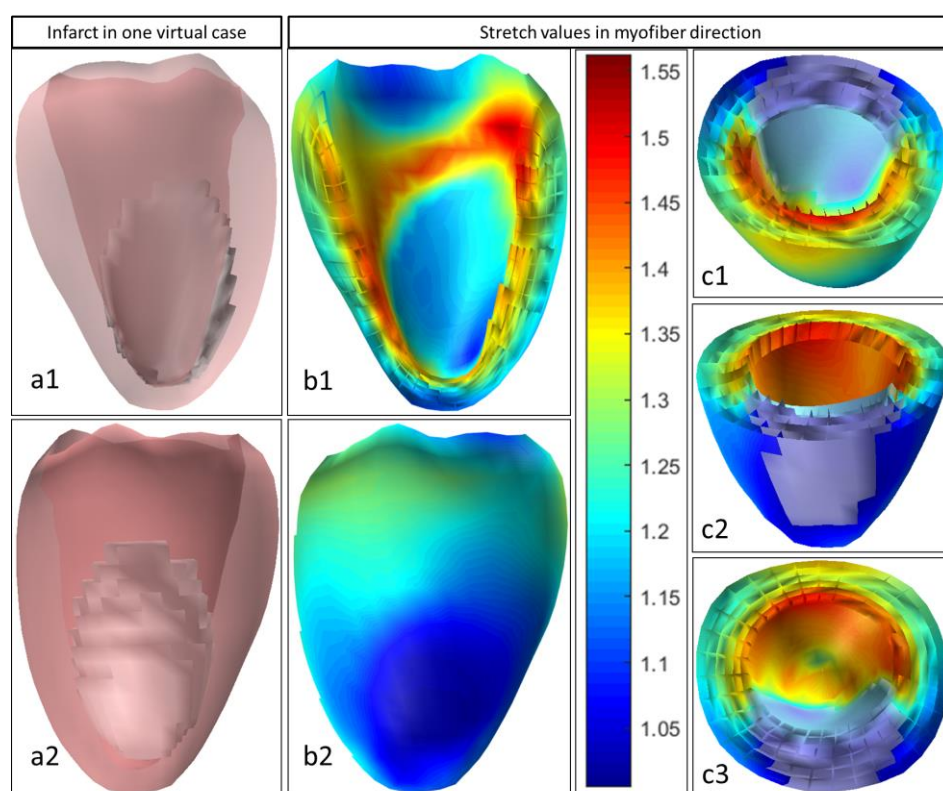 Infarct in one virtual case
Stretch values in myofiber direction
a1
b1
1.55
1.5
1.45
1.4
1.35
1.3
1.25
1.2
1.15
1.1
1.05
c1
c2
a2
b2
c3